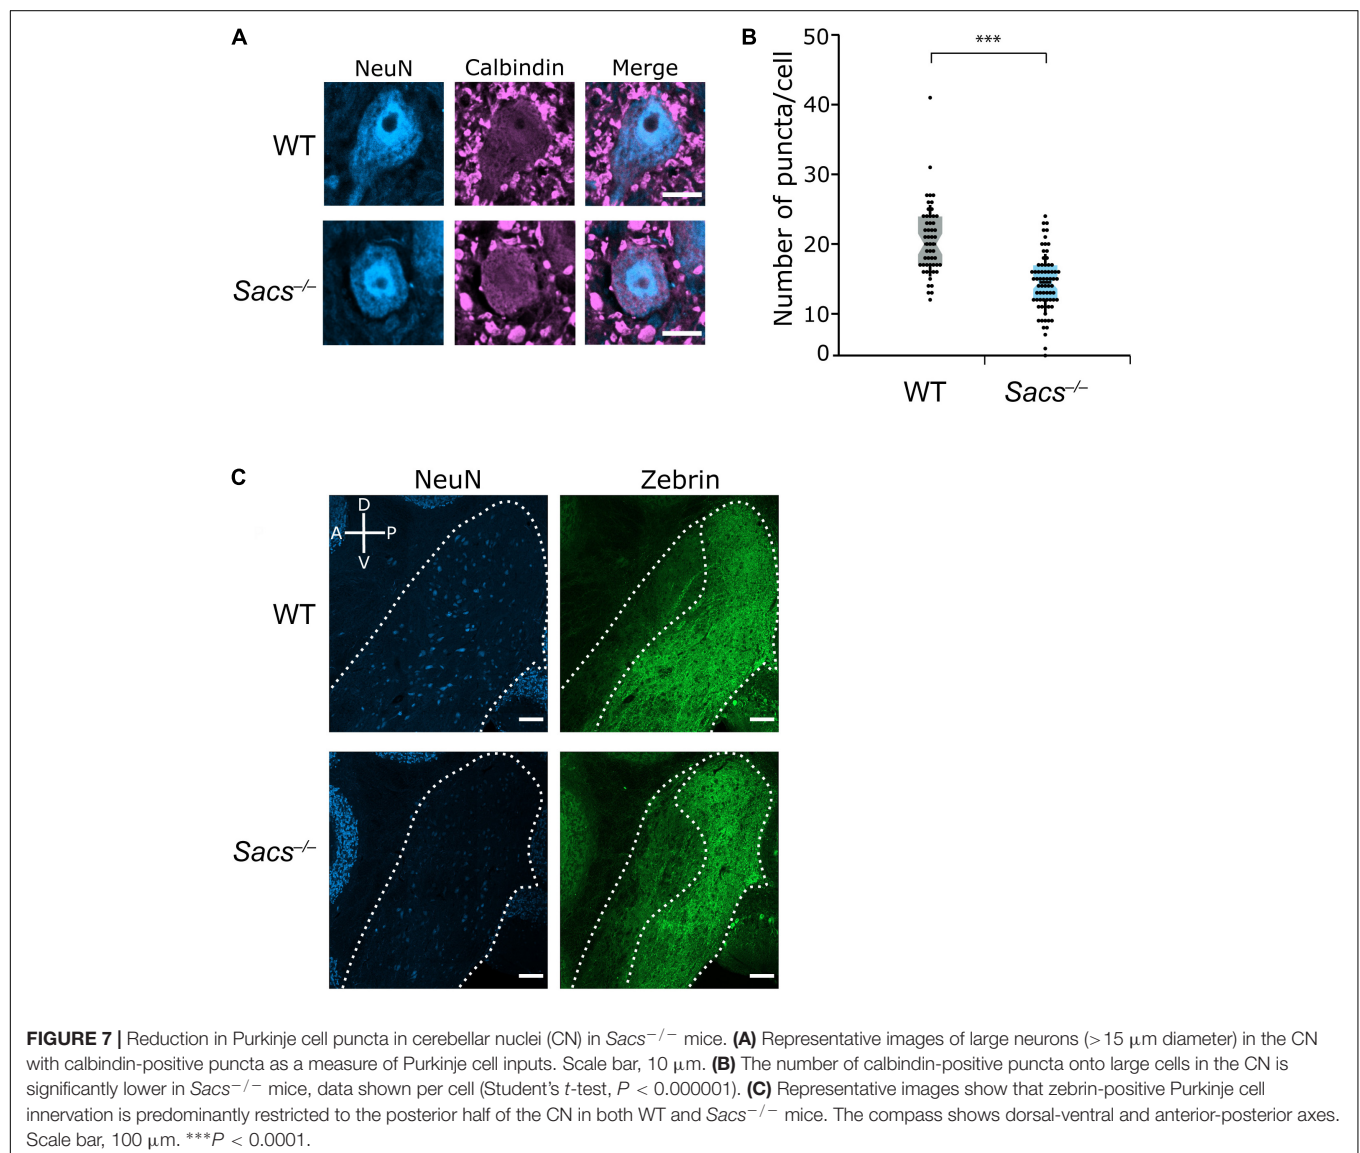 A
NeuN Calbindin Merge
WT
Sacs−/−
B
50
40
30
20
10
0
Number of puncta/cell
***
WT Sacs−/−
C
NeuN Zebrin
D
A P
V
WT
Sacs−/−
FIGURE 7 | Reduction in Purkinje cell puncta in cerebellar nuclei (CN) in Sacs−/− mice. (A) Representative images of large neurons (>15 μm diameter) in the CN
with calbindin-positive puncta as a measure of Purkinje cell inputs. Scale bar, 10 μm. (B) The number of calbindin-positive puncta onto large cells in the CN is
significantly lower in Sacs−/− mice, data shown per cell (Student's t-test, P < 0.000001). (C) Representative images show that zebrin-positive Purkinje cell
innervation is predominantly restricted to the posterior half of the CN in both WT and Sacs−/− mice. The compass shows dorsal-ventral and anterior-posterior axes.
Scale bar, 100 μm. ***P < 0.0001.